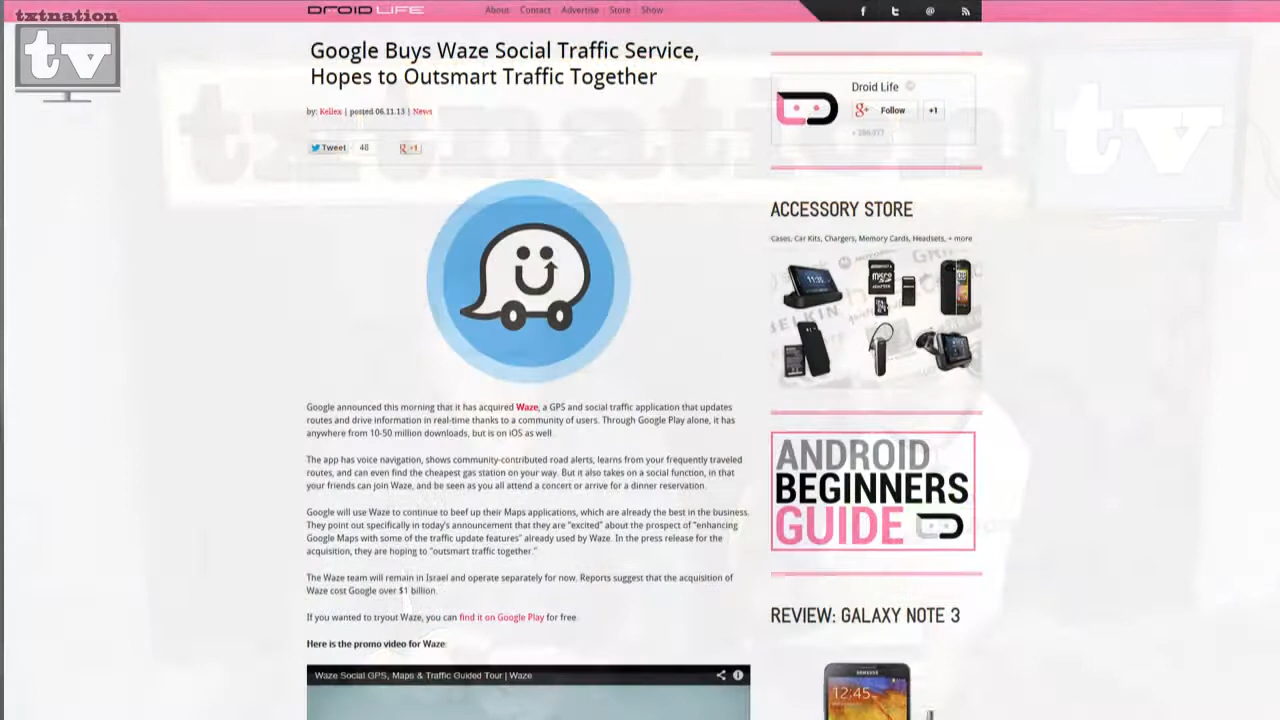 txtnation
tv
DROID LIFE
About Contact Advertise Store Show
Google Buys Waze Social Traffic Service,
Hopes to Outsmart Traffic Together
by: Kellex | posted 06.11.13 | News
Tweet 48 +1
Google announced this morning that it has acquired Waze, a GPS and social traffic application that updates
routes and drive information in real-time thanks to a community of users. Through Google Play alone, it has
anywhere from 10-50 million downloads, but is on iOS as well.
The app has voice navigation, shows community-contributed road alerts, learns from your frequently traveled
routes, and can even find the cheapest gas station on your way. But it also takes on a social function, in that
your friends can join Waze, and be seen as you all attend a concert or arrive for a dinner reservation.
Google will use Waze to continue to beef up their Maps applications, which are already the best in the business.
They point out specifically in today's announcement that they are "excited" about the prospect of "enhancing
Google Maps with some of the traffic update features" already used by Waze. In the press release for the
acquisition, they are hoping to "outsmart traffic together."
The Waze team will remain in Israel and operate separately for now. Reports suggest that the acquisition of
Waze cost Google over $1 billion.
If you wanted to tryout Waze, you can find it on Google Play for free.
Here is the promo video for Waze:
Waze Social GPS, Maps & Traffic Guided Tour | Waze
Droid Life
g+ Follow +1
ACCESSORY STORE
Cases, Car Kits, Chargers, Memory Cards, Headsets, + more
BELKIN
ANDROID
BEGINNERS
GUIDE
REVIEW: GALAXY NOTE 3
SAMSUNG
12:45
txtnation tv